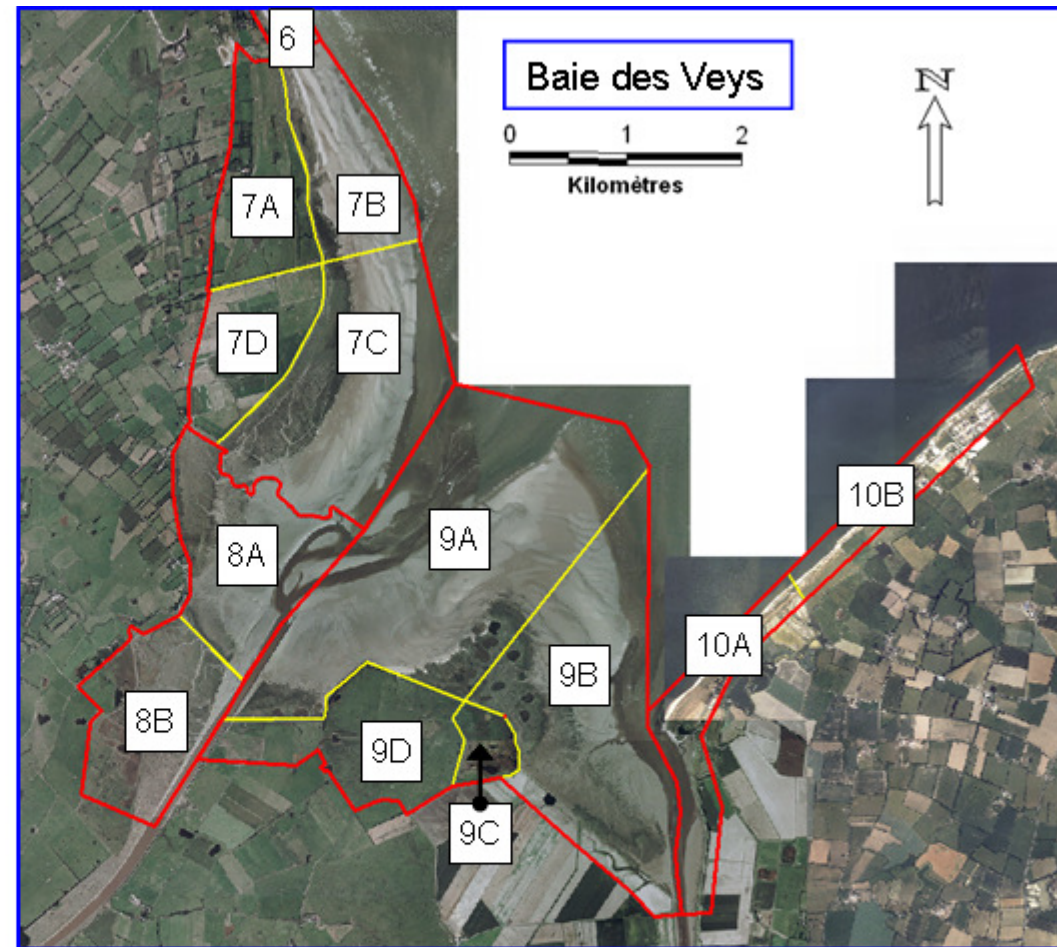 6
Baie des Veys
N
0 1 2
Kilomètres
7A
7B
7D
7C
10B
9A
8A
10A
9B
8B
9D
9C